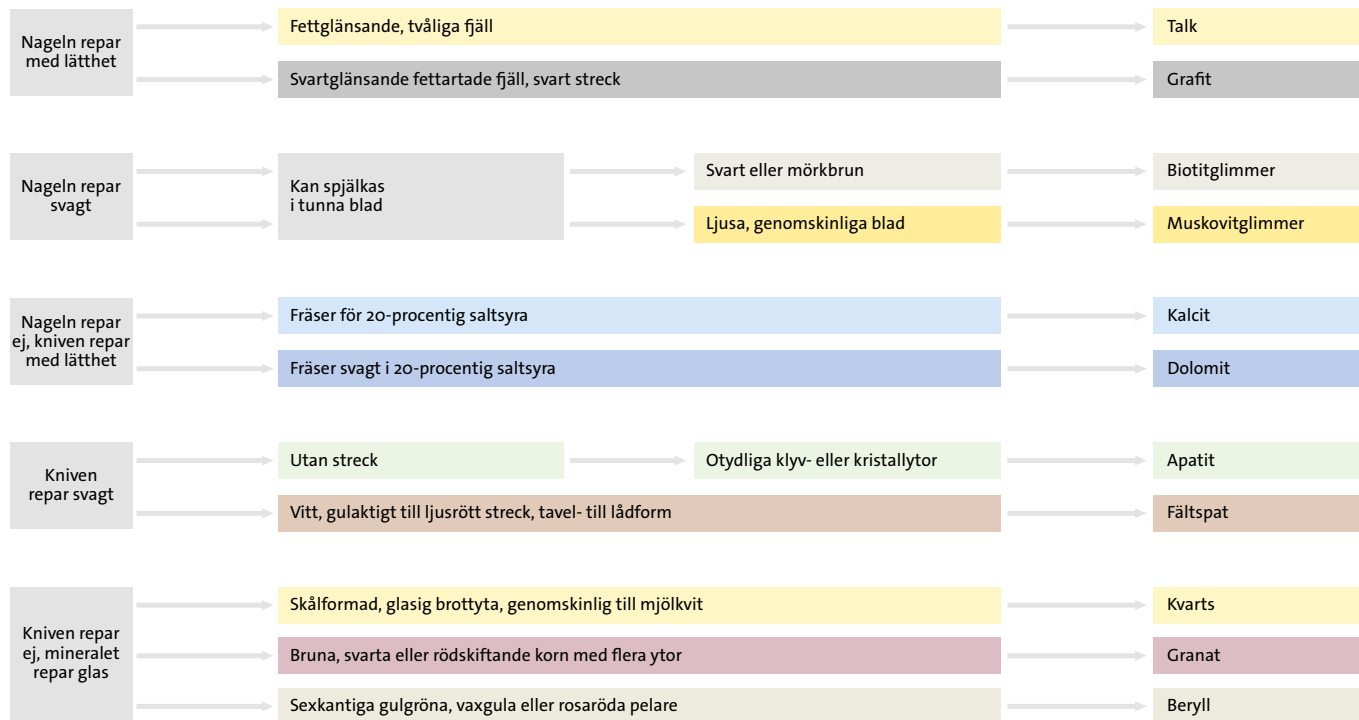 Nageln repar
med lätthet
Fettglänsande, tvåliga fjäll
Talk
Svartglänsande fettartade fjäll, svart streck
Grafit
Nageln repar
svagt
Kan spjälkas
i tunna blad
Svart eller mörkbrun
Biotitglimmer
Ljusa, genomskinliga blad
Muskovitglimmer
Nageln repar
ej, kniven repar
med lätthet
Fräser för 20-procentig saltsyra
Kalcit
Fräser svagt i 20-procentig saltsyra
Dolomit
Kniven
repar svagt
Utan streck
Otydliga klyv- eller kristallytor
Apatit
Vitt, gulaktigt till ljusrött streck, tavel- till lådform
Fältspat
Kniven repar
ej, mineralet
repar glas
Skålformad, glasig brottyta, genomskinlig till mjölkvit
Kvarts
Bruna, svarta eller rödskiftande korn med flera ytor
Granat
Sexkantiga gulgröna, vaxgula eller rosaröda pelare
Beryll